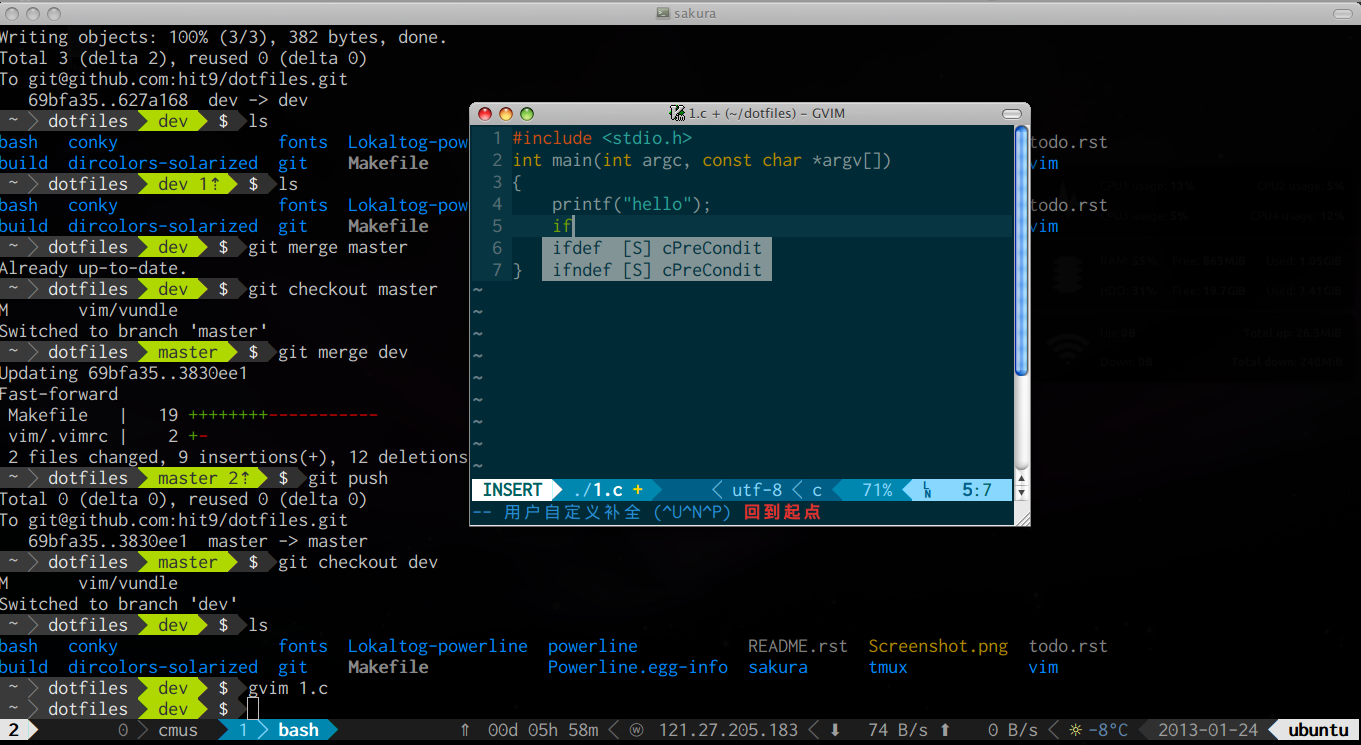 sakura
Writing objects: 100% (3/3), 382 bytes, done.
Total 3 (delta 2), reused 0 (delta 0)
To git@github.com:hit9/dotfiles.git
69bfa35..627a168 dev -> dev
~ dotfiles dev $ ls
bash conky fonts Lokaltog-pow todo.rst
build dircolors-solarized git Makefile vim
~ dotfiles dev 1↑ $ ls
bash conky fonts Lokaltog-pow todo.rst
build dircolors-solarized git Makefile vim
~ dotfiles dev $ git merge master
Already up-to-date.
~ dotfiles dev $ git checkout master
M vim/vundle
Switched to branch 'master'
~ dotfiles master $ git merge dev
Updating 69bfa35..3830ee1
Fast-forward
Makefile | 19 ++++++++-----------
vim/.vimrc | 2 +-
2 files changed, 9 insertions(+), 12 deletions
~ dotfiles master 2↑ $ git push
Total 0 (delta 0), reused 0 (delta 0)
To git@github.com:hit9/dotfiles.git
69bfa35..3830ee1 master -> master
~ dotfiles master $ git checkout dev
M vim/vundle
Switched to branch 'dev'
~ dotfiles dev $ ls
bash conky fonts Lokaltog-powerline powerline README.rst Screenshot.png todo.rst
build dircolors-solarized git Makefile Powerline.egg-info sakura tmux vim
~ dotfiles dev $ gvim 1.c
~ dotfiles dev $
1.c + (~/dotfiles) – GVIM
1 #include <stdio.h>
2 int main(int argc, const char *argv[])
3 {
4 printf("hello");
5 if
6 ifdef [S] cPreCondit
7 } ifndef [S] cPreCondit
~
~
~
~
~
~
~
~
~
INSERT ./1.c + utf-8 c 71% LN 5:7
-- 用户自定义补全 (^U^N^P) 回到起点
2 0 cmus 1 bash ↑ 00d 05h 58m ⓦ 121.27.205.183 ⬇ 74 B/s ⬆ 0 B/s ☼ -8°C 2013-01-24 ubuntu